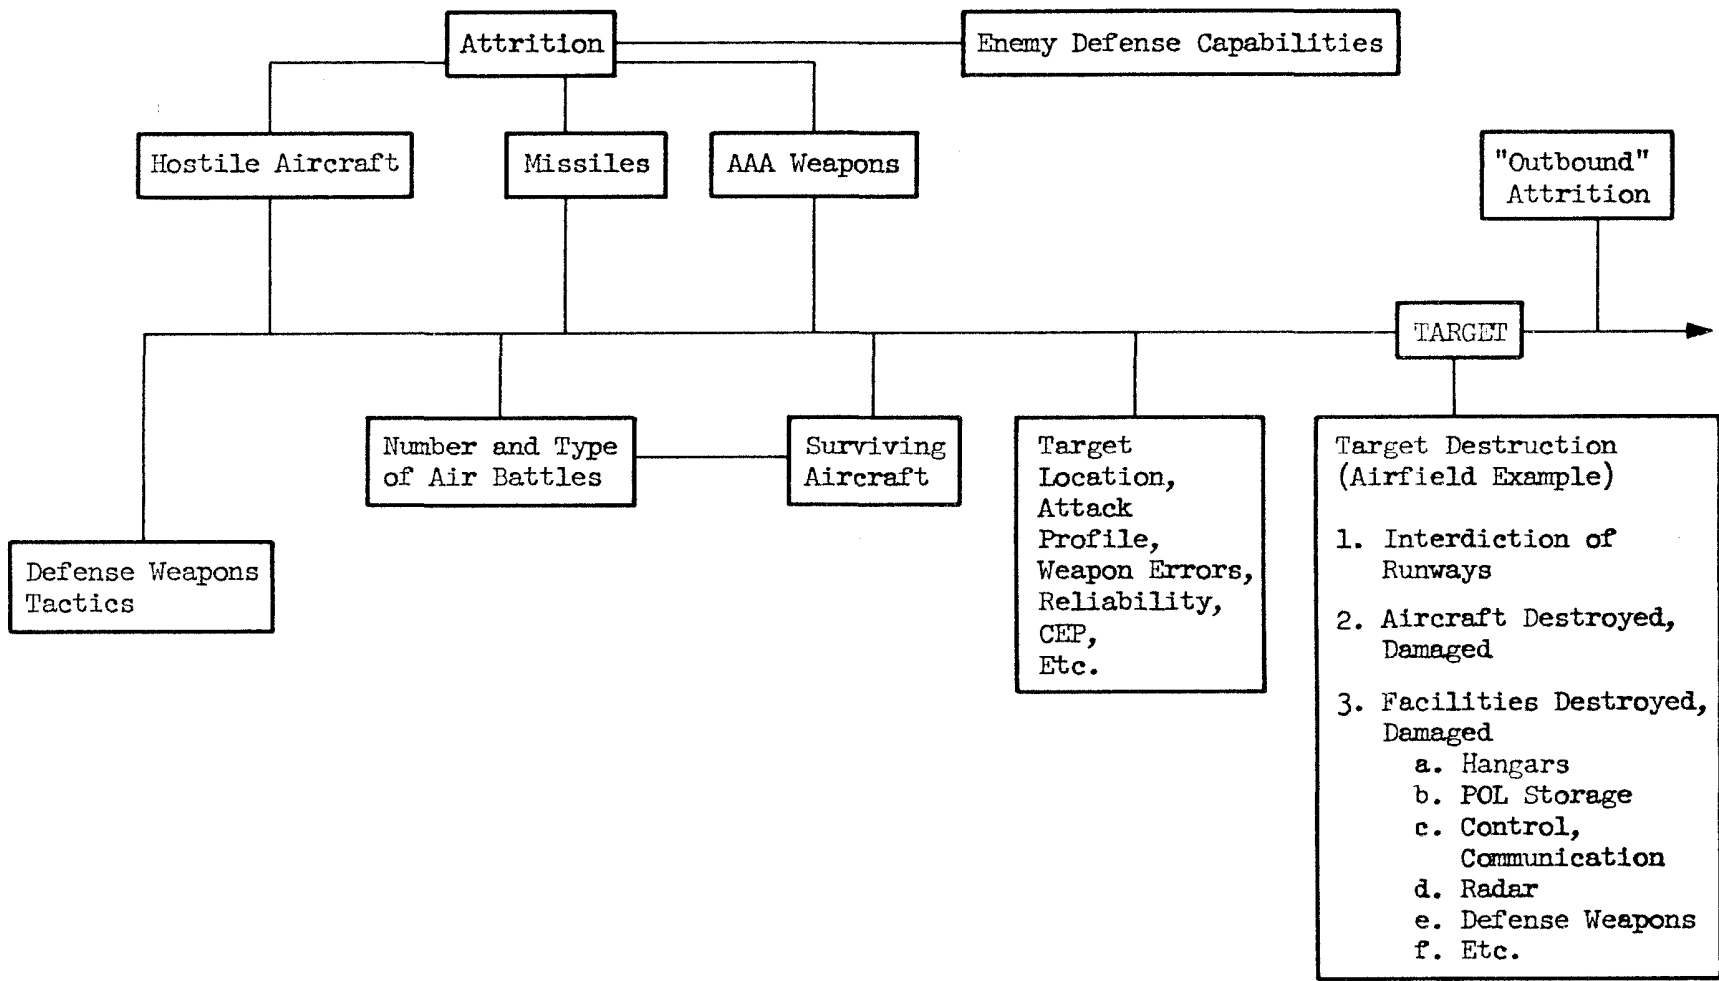 Attrition
Enemy Defense Capabilities
Hostile Aircraft
Missiles
AAA Weapons
"Outbound"
Attrition
TARGET
Number and Type
of Air Battles
Surviving
Aircraft
Target
Location,
Attack
Profile,
Weapon Errors,
Reliability,
CEP,
Etc.
Target Destruction
(Airfield Example)
1. Interdiction of
Runways
2. Aircraft Destroyed,
Damaged
3. Facilities Destroyed,
Damaged
a. Hangars
b. POL Storage
c. Control,
Communication
d. Radar
e. Defense Weapons
f. Etc.
Defense Weapons
Tactics